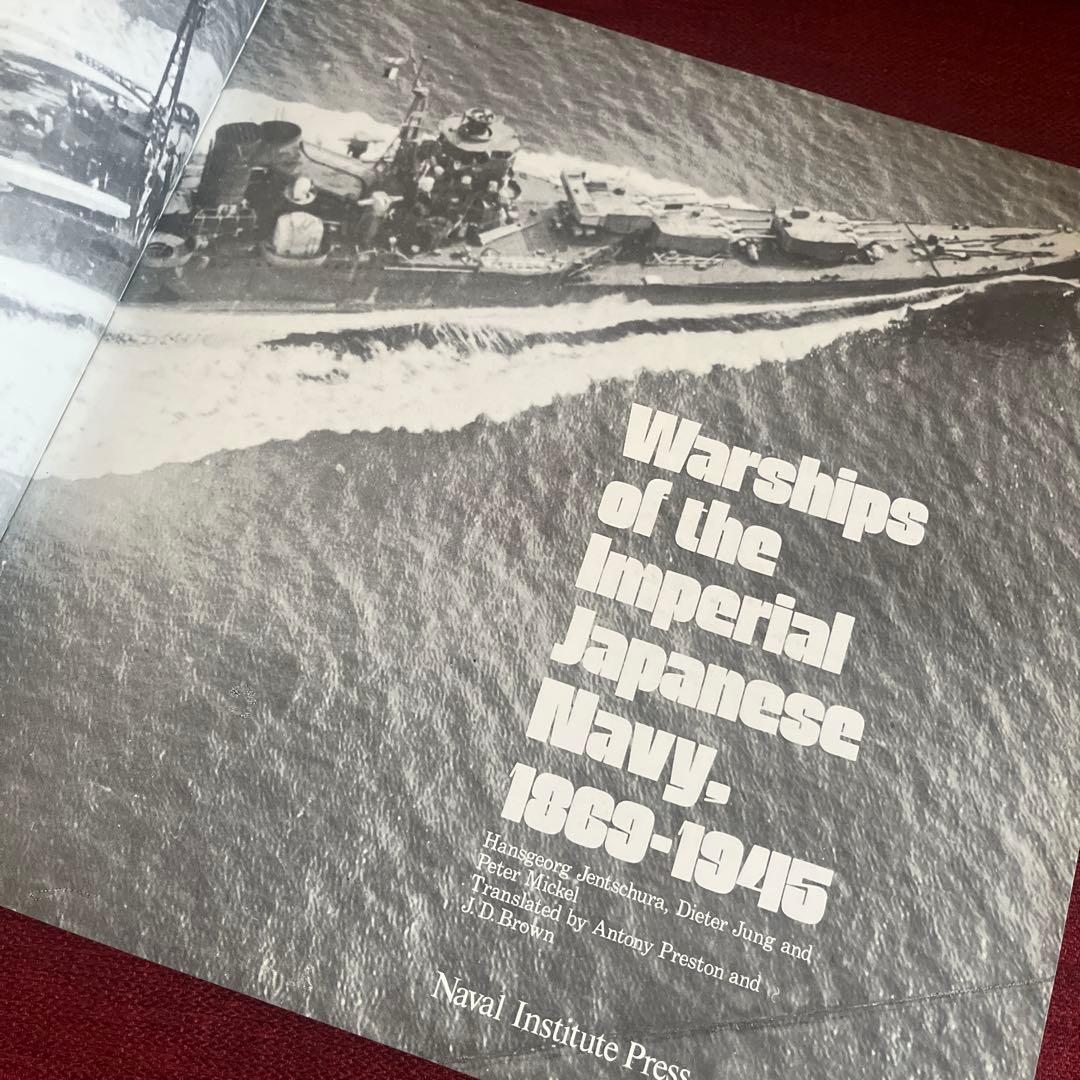 Warships
of the
Imperial
Japanese
Navy,
1869-1945
Hansgeorg Jentschura, Dieter Jung and
Peter Mickel
Translated by Antony Preston and
J. D. Brown
Naval Institute Press